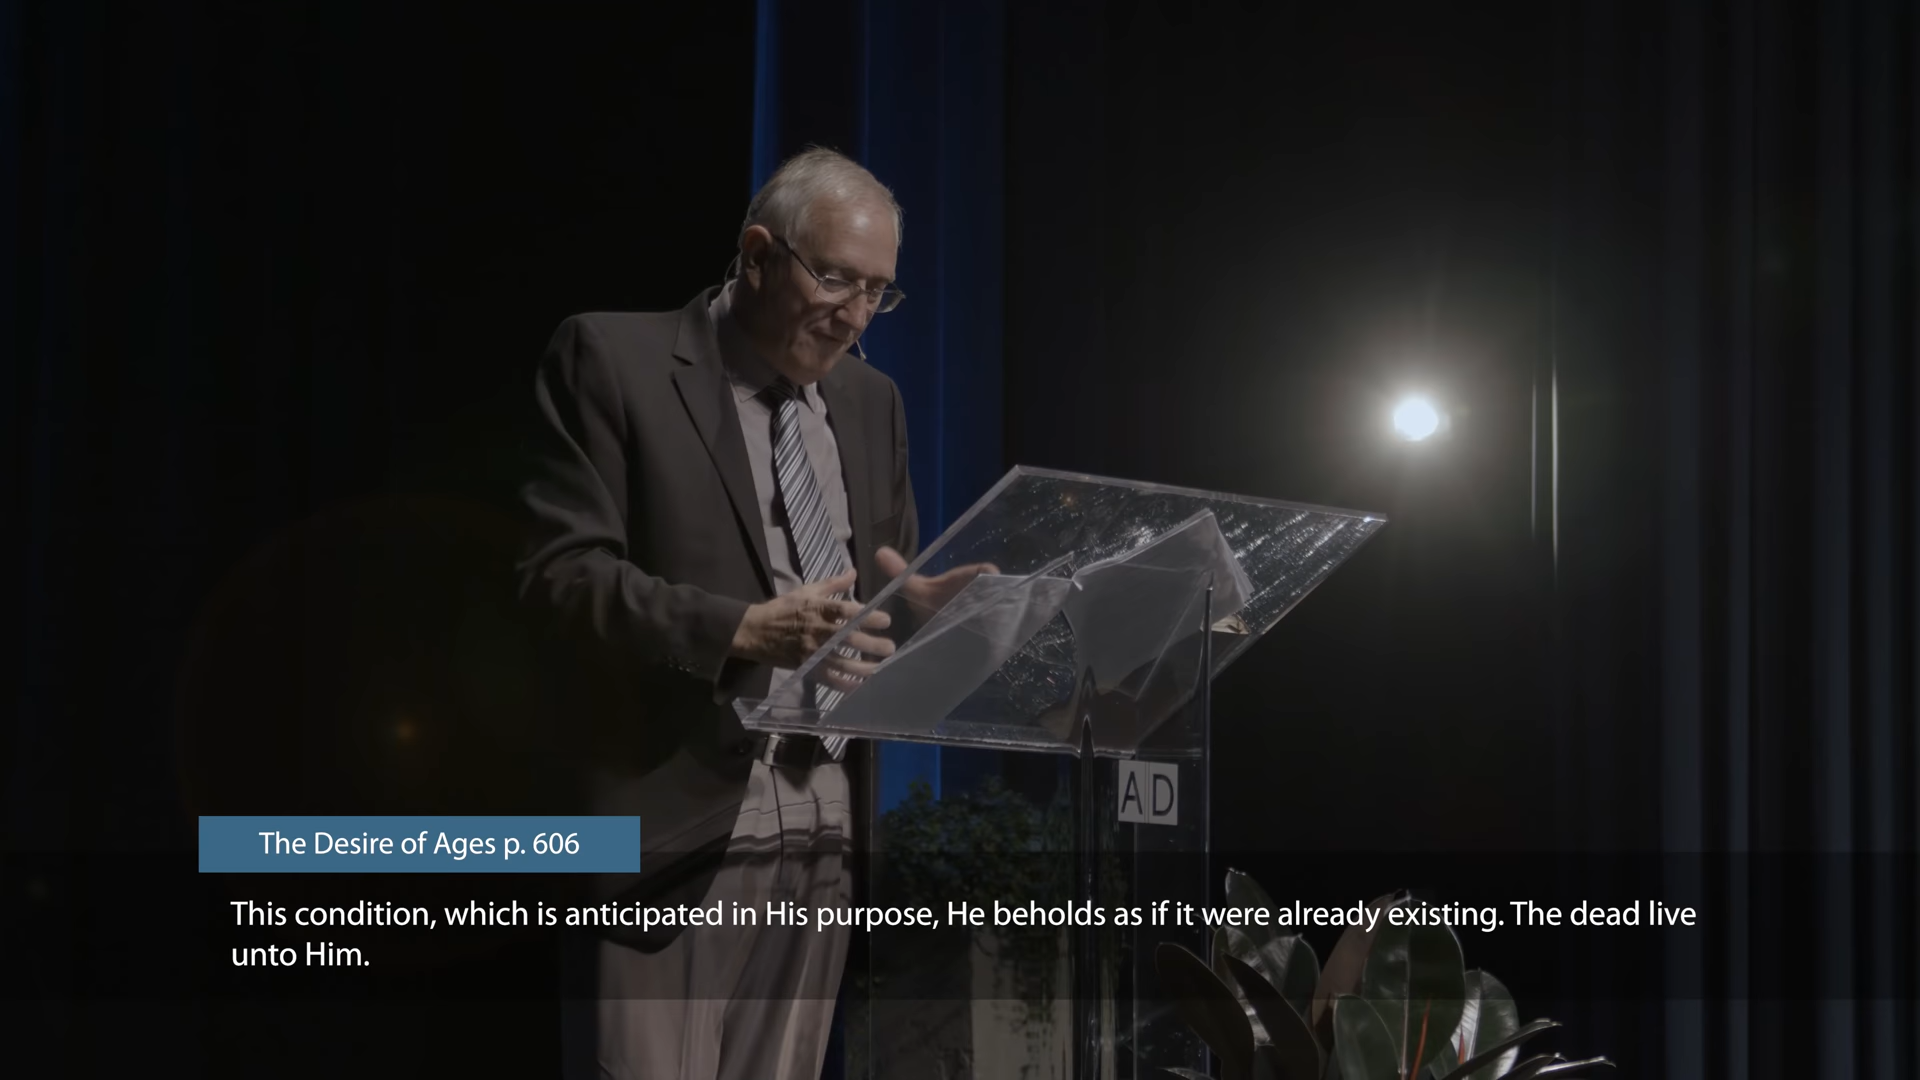 AD
The Desire of Ages p. 606
This condition, which is anticipated in His purpose, He beholds as if it were already existing. The dead live
unto Him.